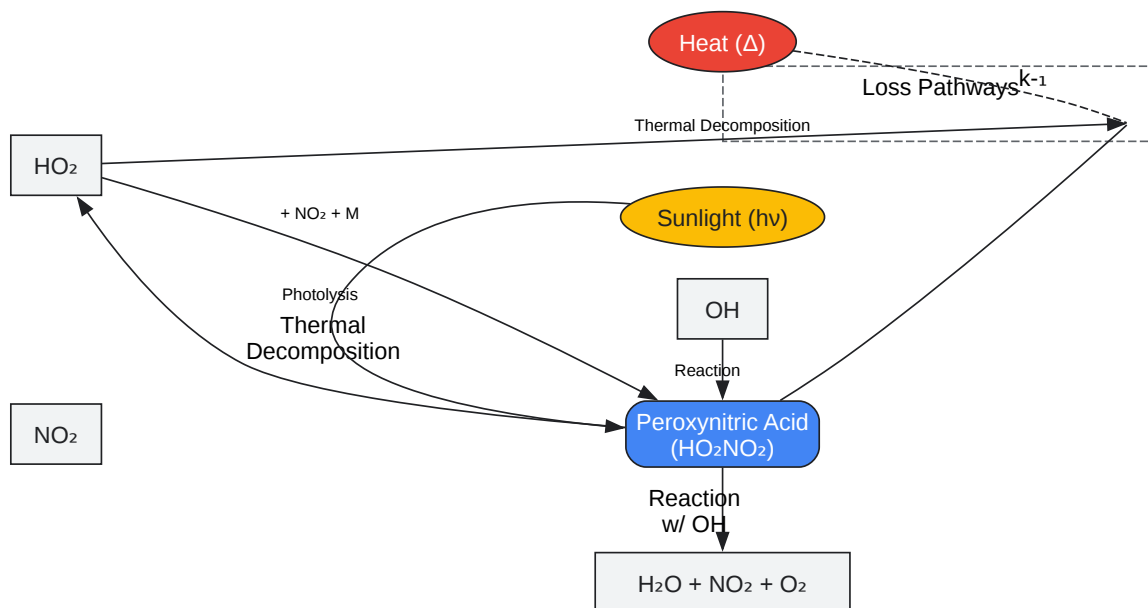 Heat (Δ)
Loss Pathways
k-₁
Thermal Decomposition
HO₂
+ NO₂ + M
Sunlight (hν)
Photolysis
OH
Thermal
Decomposition
Reaction
Peroxynitric Acid
(HO₂NO₂)
NO₂
Reaction
w/ OH
H₂O + NO₂ + O₂